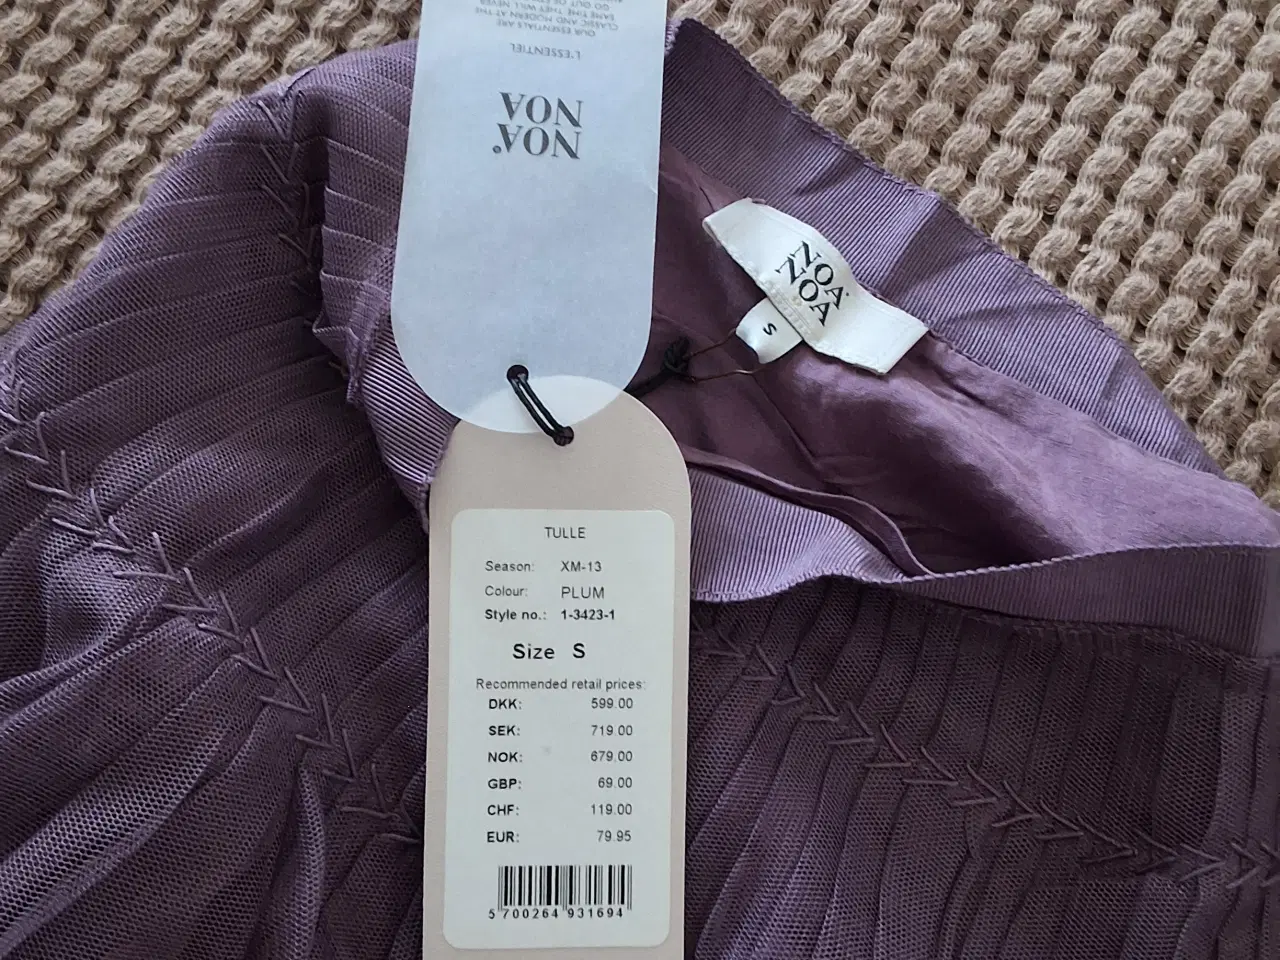 NOA
NOA
L'ESSENTIEL
OUR ESSENTIALS ARE
CLASSIC AND MODERN AT THE
SAME TIME THEY WILL NEVER
GO OUT OF
NOA
NOA
S
TULLE
Season: XM-13
Colour: PLUM
Style no.: 1-3423-1
Size S
Recommended retail prices:
DKK: 599.00
SEK: 719.00
NOK: 679.00
GBP: 69.00
CHF: 119.00
EUR: 79.95
5 700264 931694